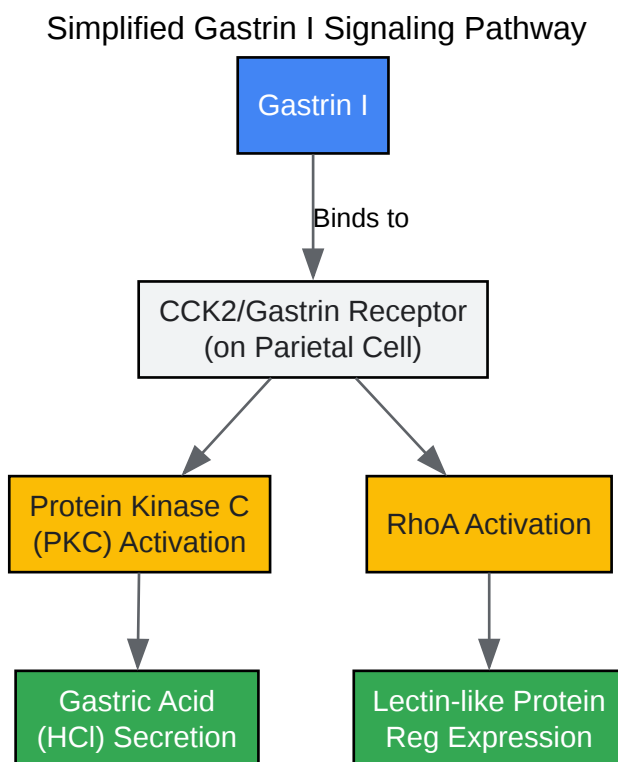 Simplified Gastrin I Signaling Pathway
Gastrin I
Binds to
CCK2/Gastrin Receptor
(on Parietal Cell)
Protein Kinase C
(PKC) Activation
RhoA Activation
Gastric Acid
(HCl) Secretion
Lectin-like Protein
Reg Expression